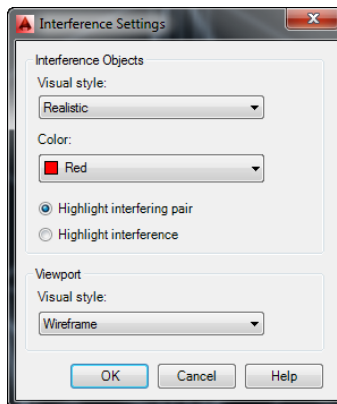 Interference Settings
Interference Objects
Visual style:
Realistic
Color:
Red
Highlight interfering pair
Highlight interference
Viewport
Visual style:
Wireframe
OK Cancel Help